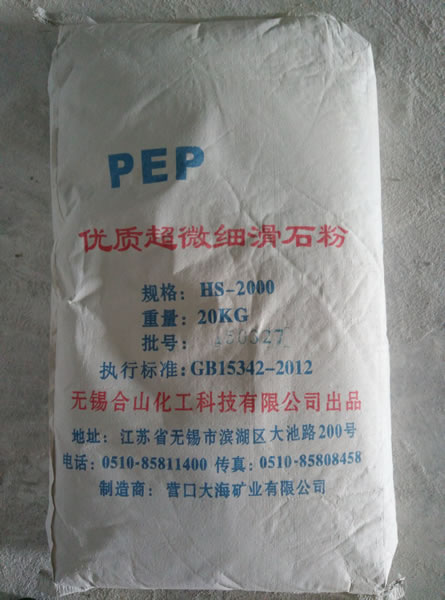 PEP
优质超微细滑石粉
规格: HS-2000
重量: 20KG
批号: 150327
执行标准:GB15342-2012
无锡合山化工科技有限公司出品
地址: 江苏省无锡市滨湖区大池路200号
电话: 0510-85811400 传真: 0510-85808458
制造商: 营口大海矿业有限公司